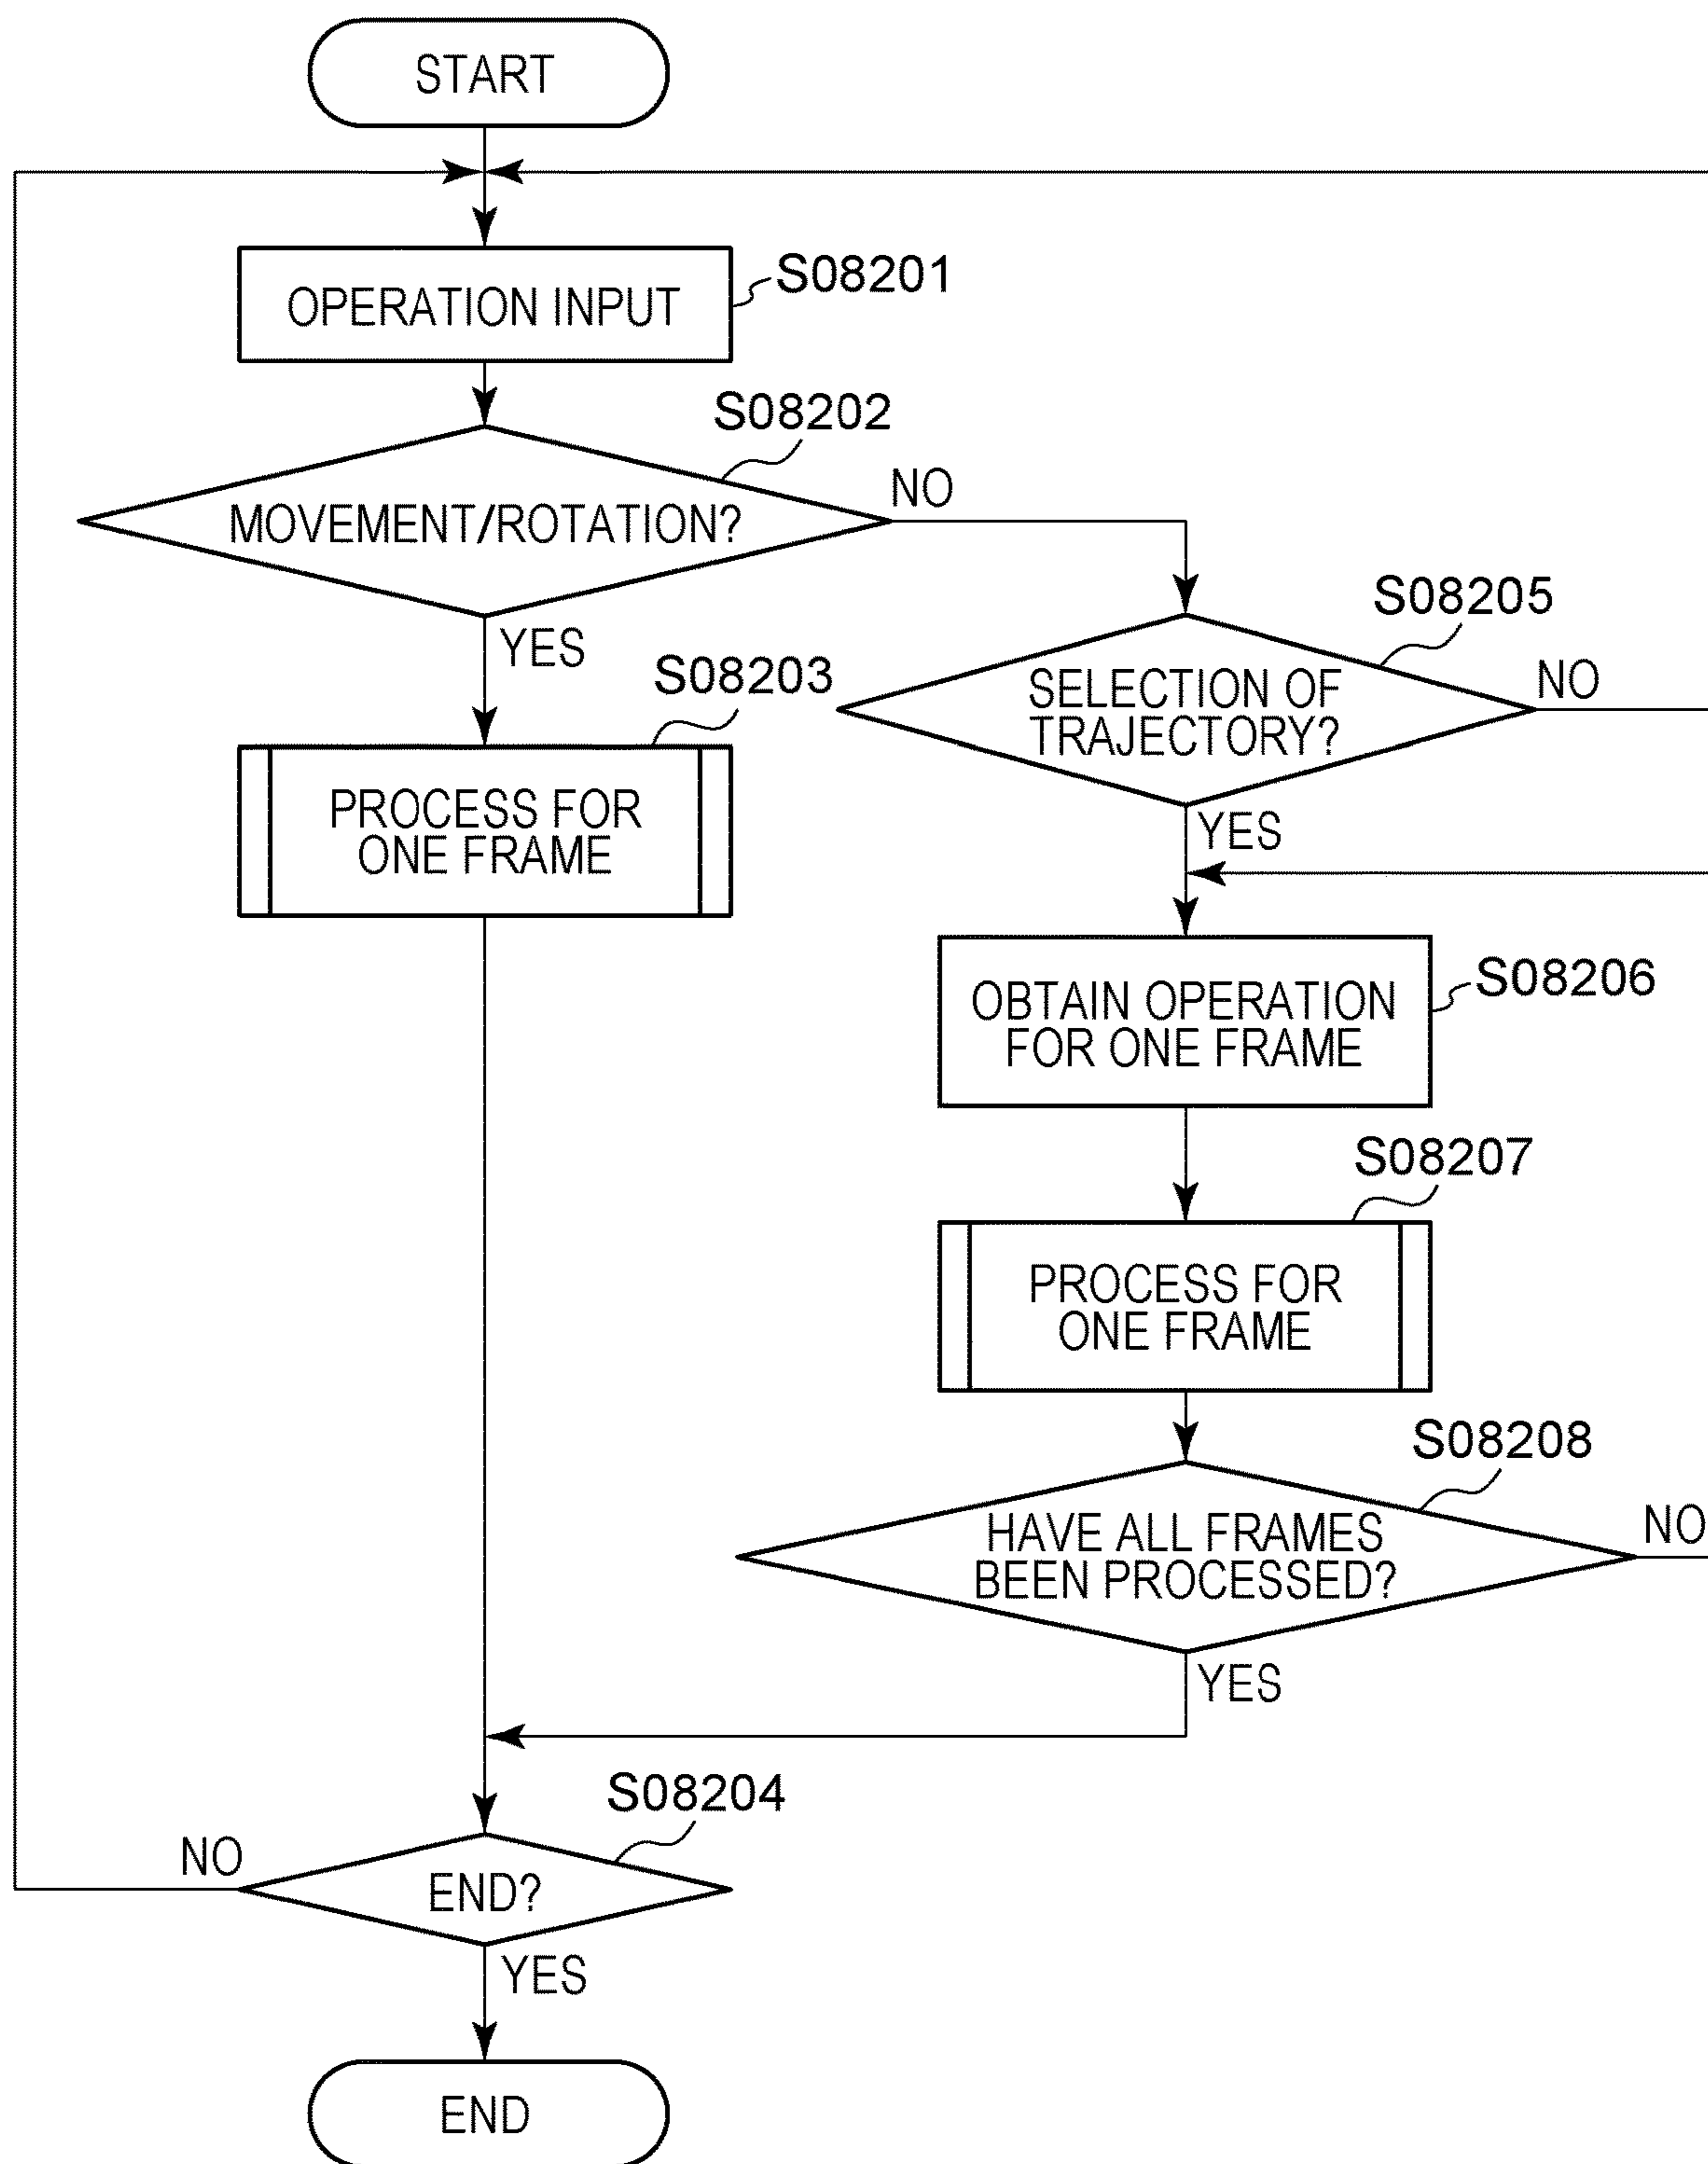 START
OPERATION INPUT
S08201
S08202
MOVEMENT/ROTATION?
NO
YES
S08203
PROCESS FOR
ONE FRAME
S08205
SELECTION OF
TRAJECTORY?
NO
YES
OBTAIN OPERATION
FOR ONE FRAME
S08206
S08207
PROCESS FOR
ONE FRAME
S08208
HAVE ALL FRAMES
BEEN PROCESSED?
NO
YES
S08204
END?
NO
YES
END